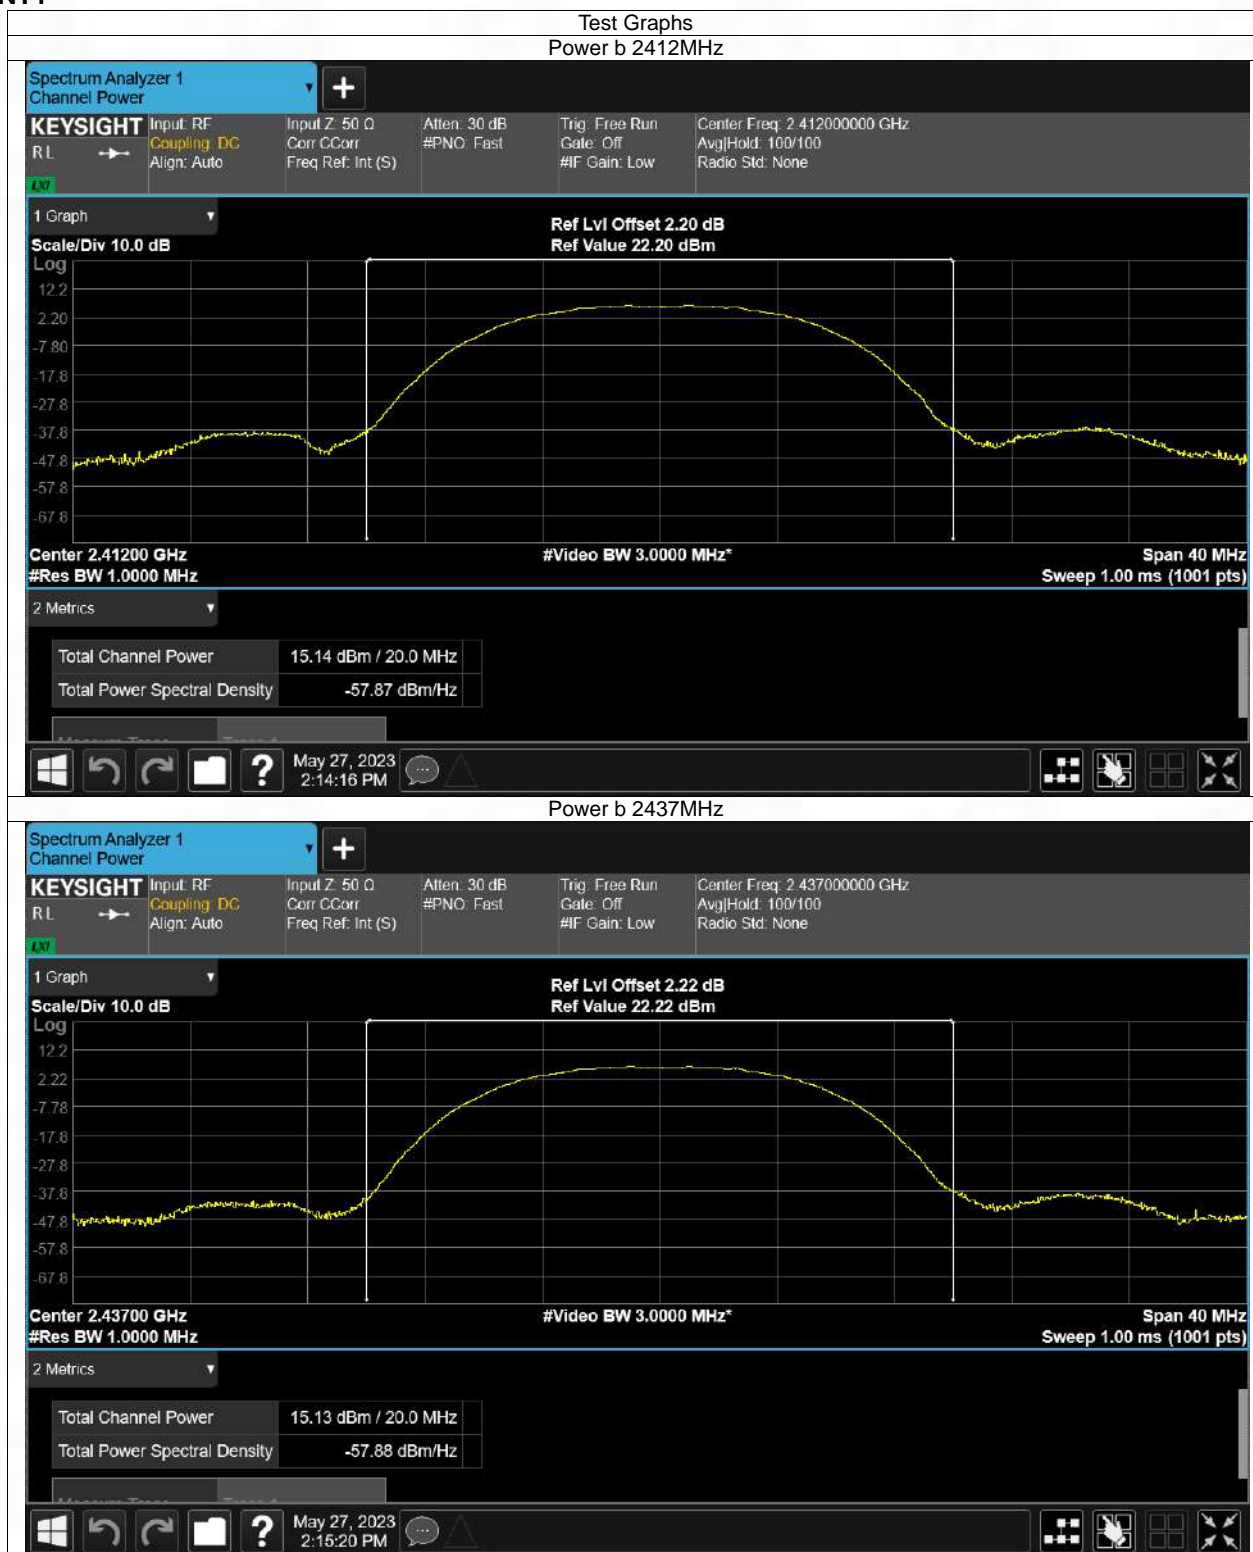 Test Graphs
Power b 2412MHz
Spectrum Analyzer 1
Channel Power
KEYSIGHT Input: RF Input Z: 50 Ω Atten: 30 dB Trig: Free Run Center Freq: 2.412000000 GHz
RL Coupling: DC Corr CCorr #PNO: Fast Gate: Off Avg|Hold: 100/100
Align: Auto Freq Ref: Int (S) #IF Gain: Low Radio Std: None
LXI
1 Graph
Ref Lvl Offset 2.20 dB
Scale/Div 10.0 dB Ref Value 22.20 dBm
Log
12.2
2.20
-7.80
-17.8
-27.8
-37.8
-47.8
-57.8
-67.8
Center 2.41200 GHz #Video BW 3.0000 MHz* Span 40 MHz
#Res BW 1.0000 MHz Sweep 1.00 ms (1001 pts)
2 Metrics
Total Channel Power 15.14 dBm / 20.0 MHz
Total Power Spectral Density -57.87 dBm/Hz
May 27, 2023
2:14:16 PM
Power b 2437MHz
Spectrum Analyzer 1
Channel Power
KEYSIGHT Input: RF Input Z: 50 Ω Atten: 30 dB Trig: Free Run Center Freq: 2.437000000 GHz
RL Coupling: DC Corr CCorr #PNO: Fast Gate: Off Avg|Hold: 100/100
Align: Auto Freq Ref: Int (S) #IF Gain: Low Radio Std: None
LXI
1 Graph
Ref Lvl Offset 2.22 dB
Scale/Div 10.0 dB Ref Value 22.22 dBm
Log
12.2
2.22
-7.78
-17.8
-27.8
-37.8
-47.8
-57.8
-67.8
Center 2.43700 GHz #Video BW 3.0000 MHz* Span 40 MHz
#Res BW 1.0000 MHz Sweep 1.00 ms (1001 pts)
2 Metrics
Total Channel Power 15.13 dBm / 20.0 MHz
Total Power Spectral Density -57.88 dBm/Hz
May 27, 2023
2:15:20 PM